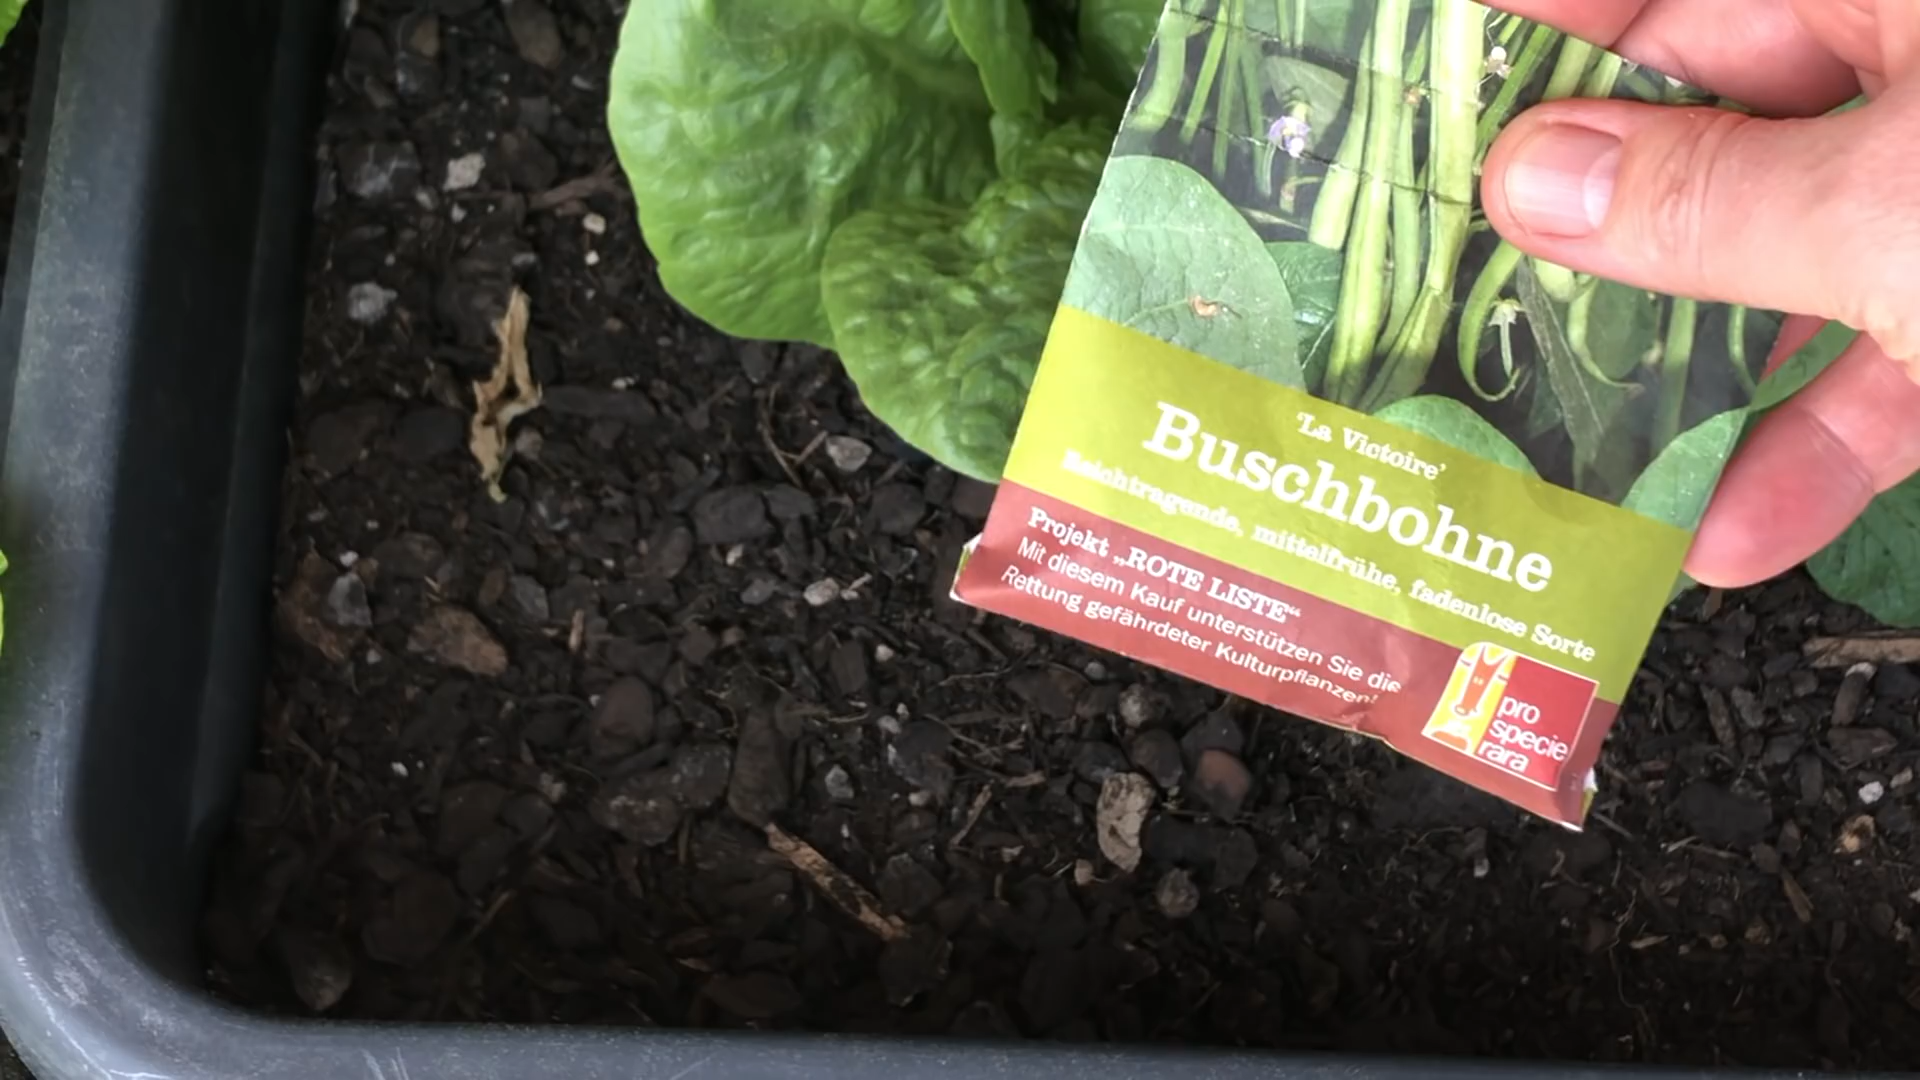 'La Victoire'
Buschbohne
Reichtragende, mittelfrühe, fadenlose Sorte
Projekt „ROTE LISTE“
Mit diesem Kauf unterstützen Sie die
Rettung gefährdeter Kulturpflanzen
pro
specie
rara